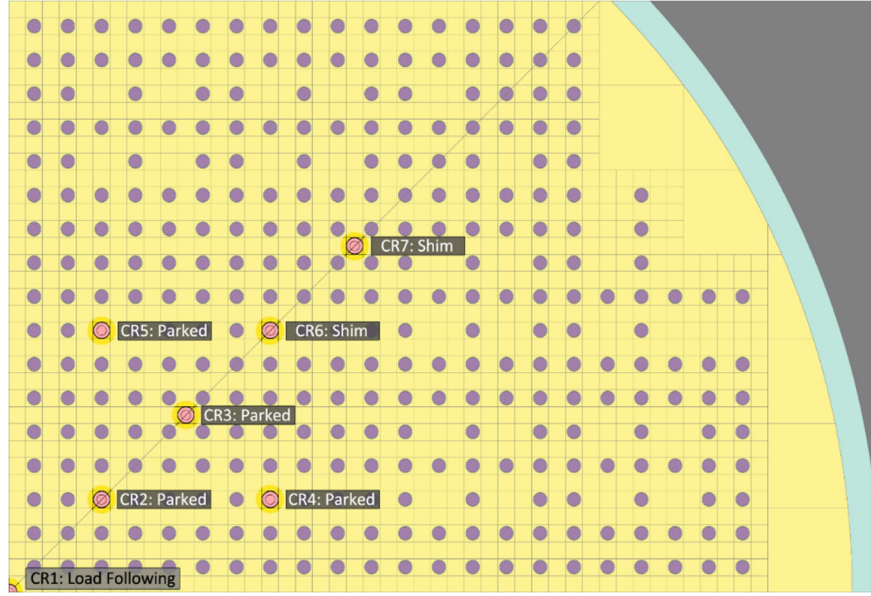 CR7: Shim
CR5: Parked
CR6: Shim
CR3: Parked
CR2: Parked
CR4: Parked
CR1: Load Following